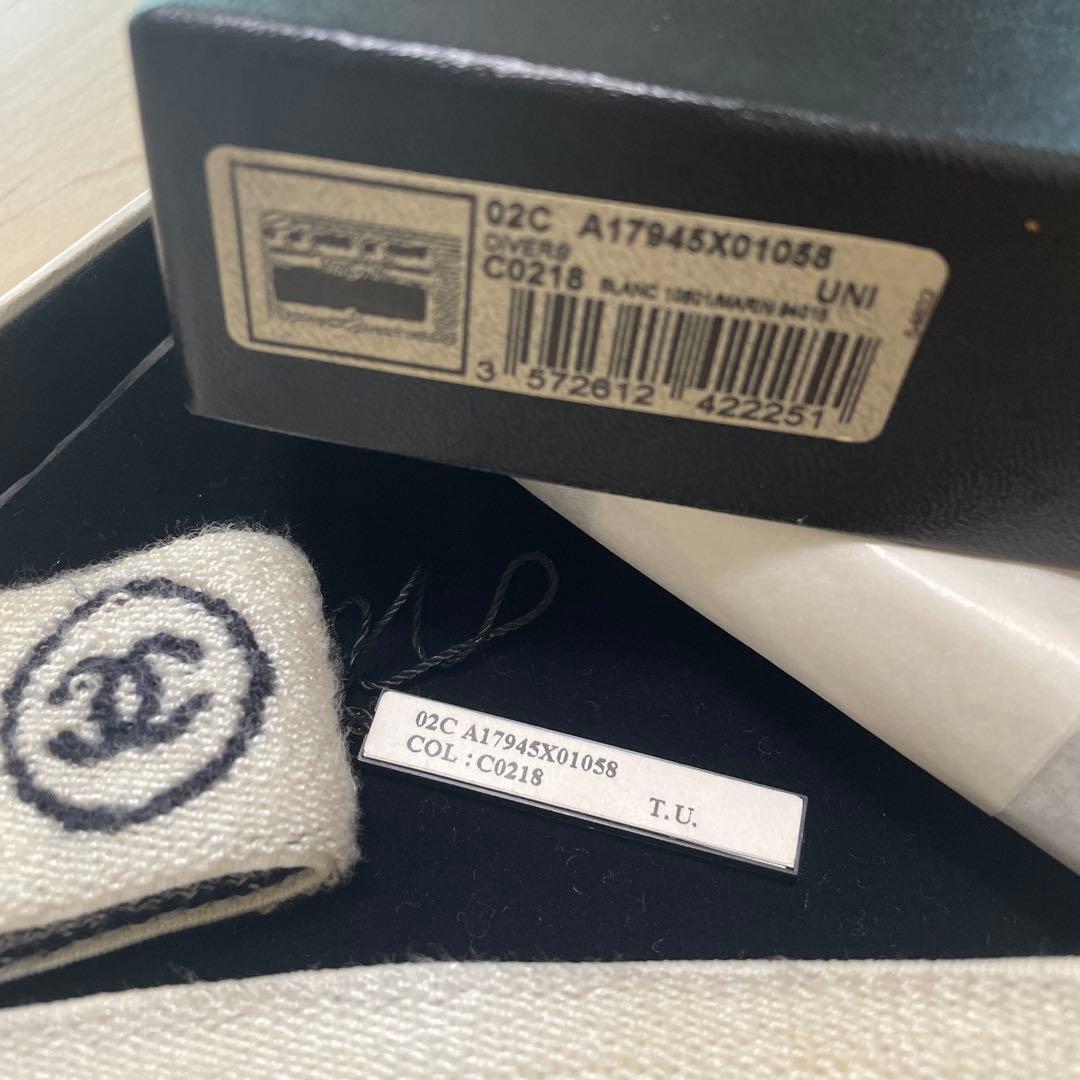 02C A17945X01058
DIVERS
C0218 BLANC 10601/MARIN 94015 UNI
3 572612 422251
02C A17945X01058
COL : C0218
T.U.